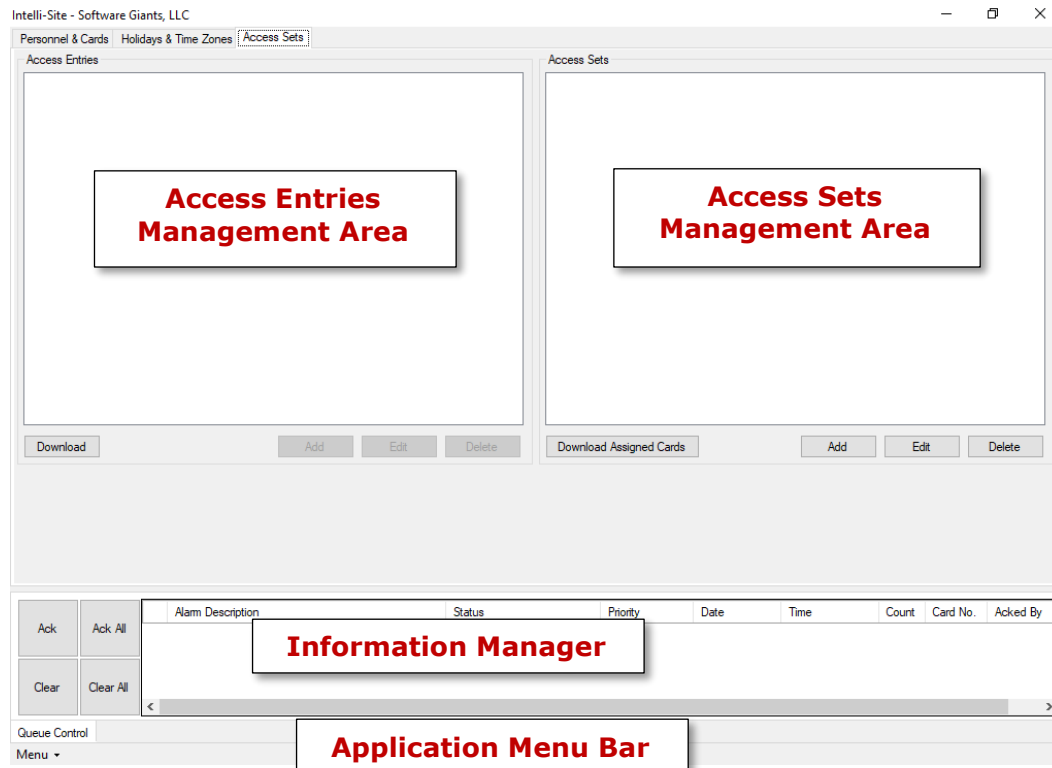 Intelli-Site - Software Giants, LLC
Personnel & Cards Holidays & Time Zones Access Sets
Access Entries
Access Sets
Access Entries
Management Area
Access Sets
Management Area
Download Add Edit Delete
Download Assigned Cards Add Edit Delete
Alarm Description Status Priority Date Time Count Card No. Acked By
Ack Ack All
Information Manager
Clear Clear All
Queue Control
Application Menu Bar
Menu